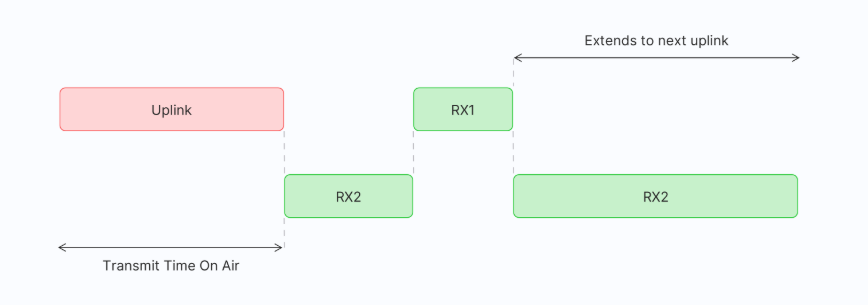 Extends to next uplink
Uplink
RX1
RX2
RX2
Transmit Time On Air